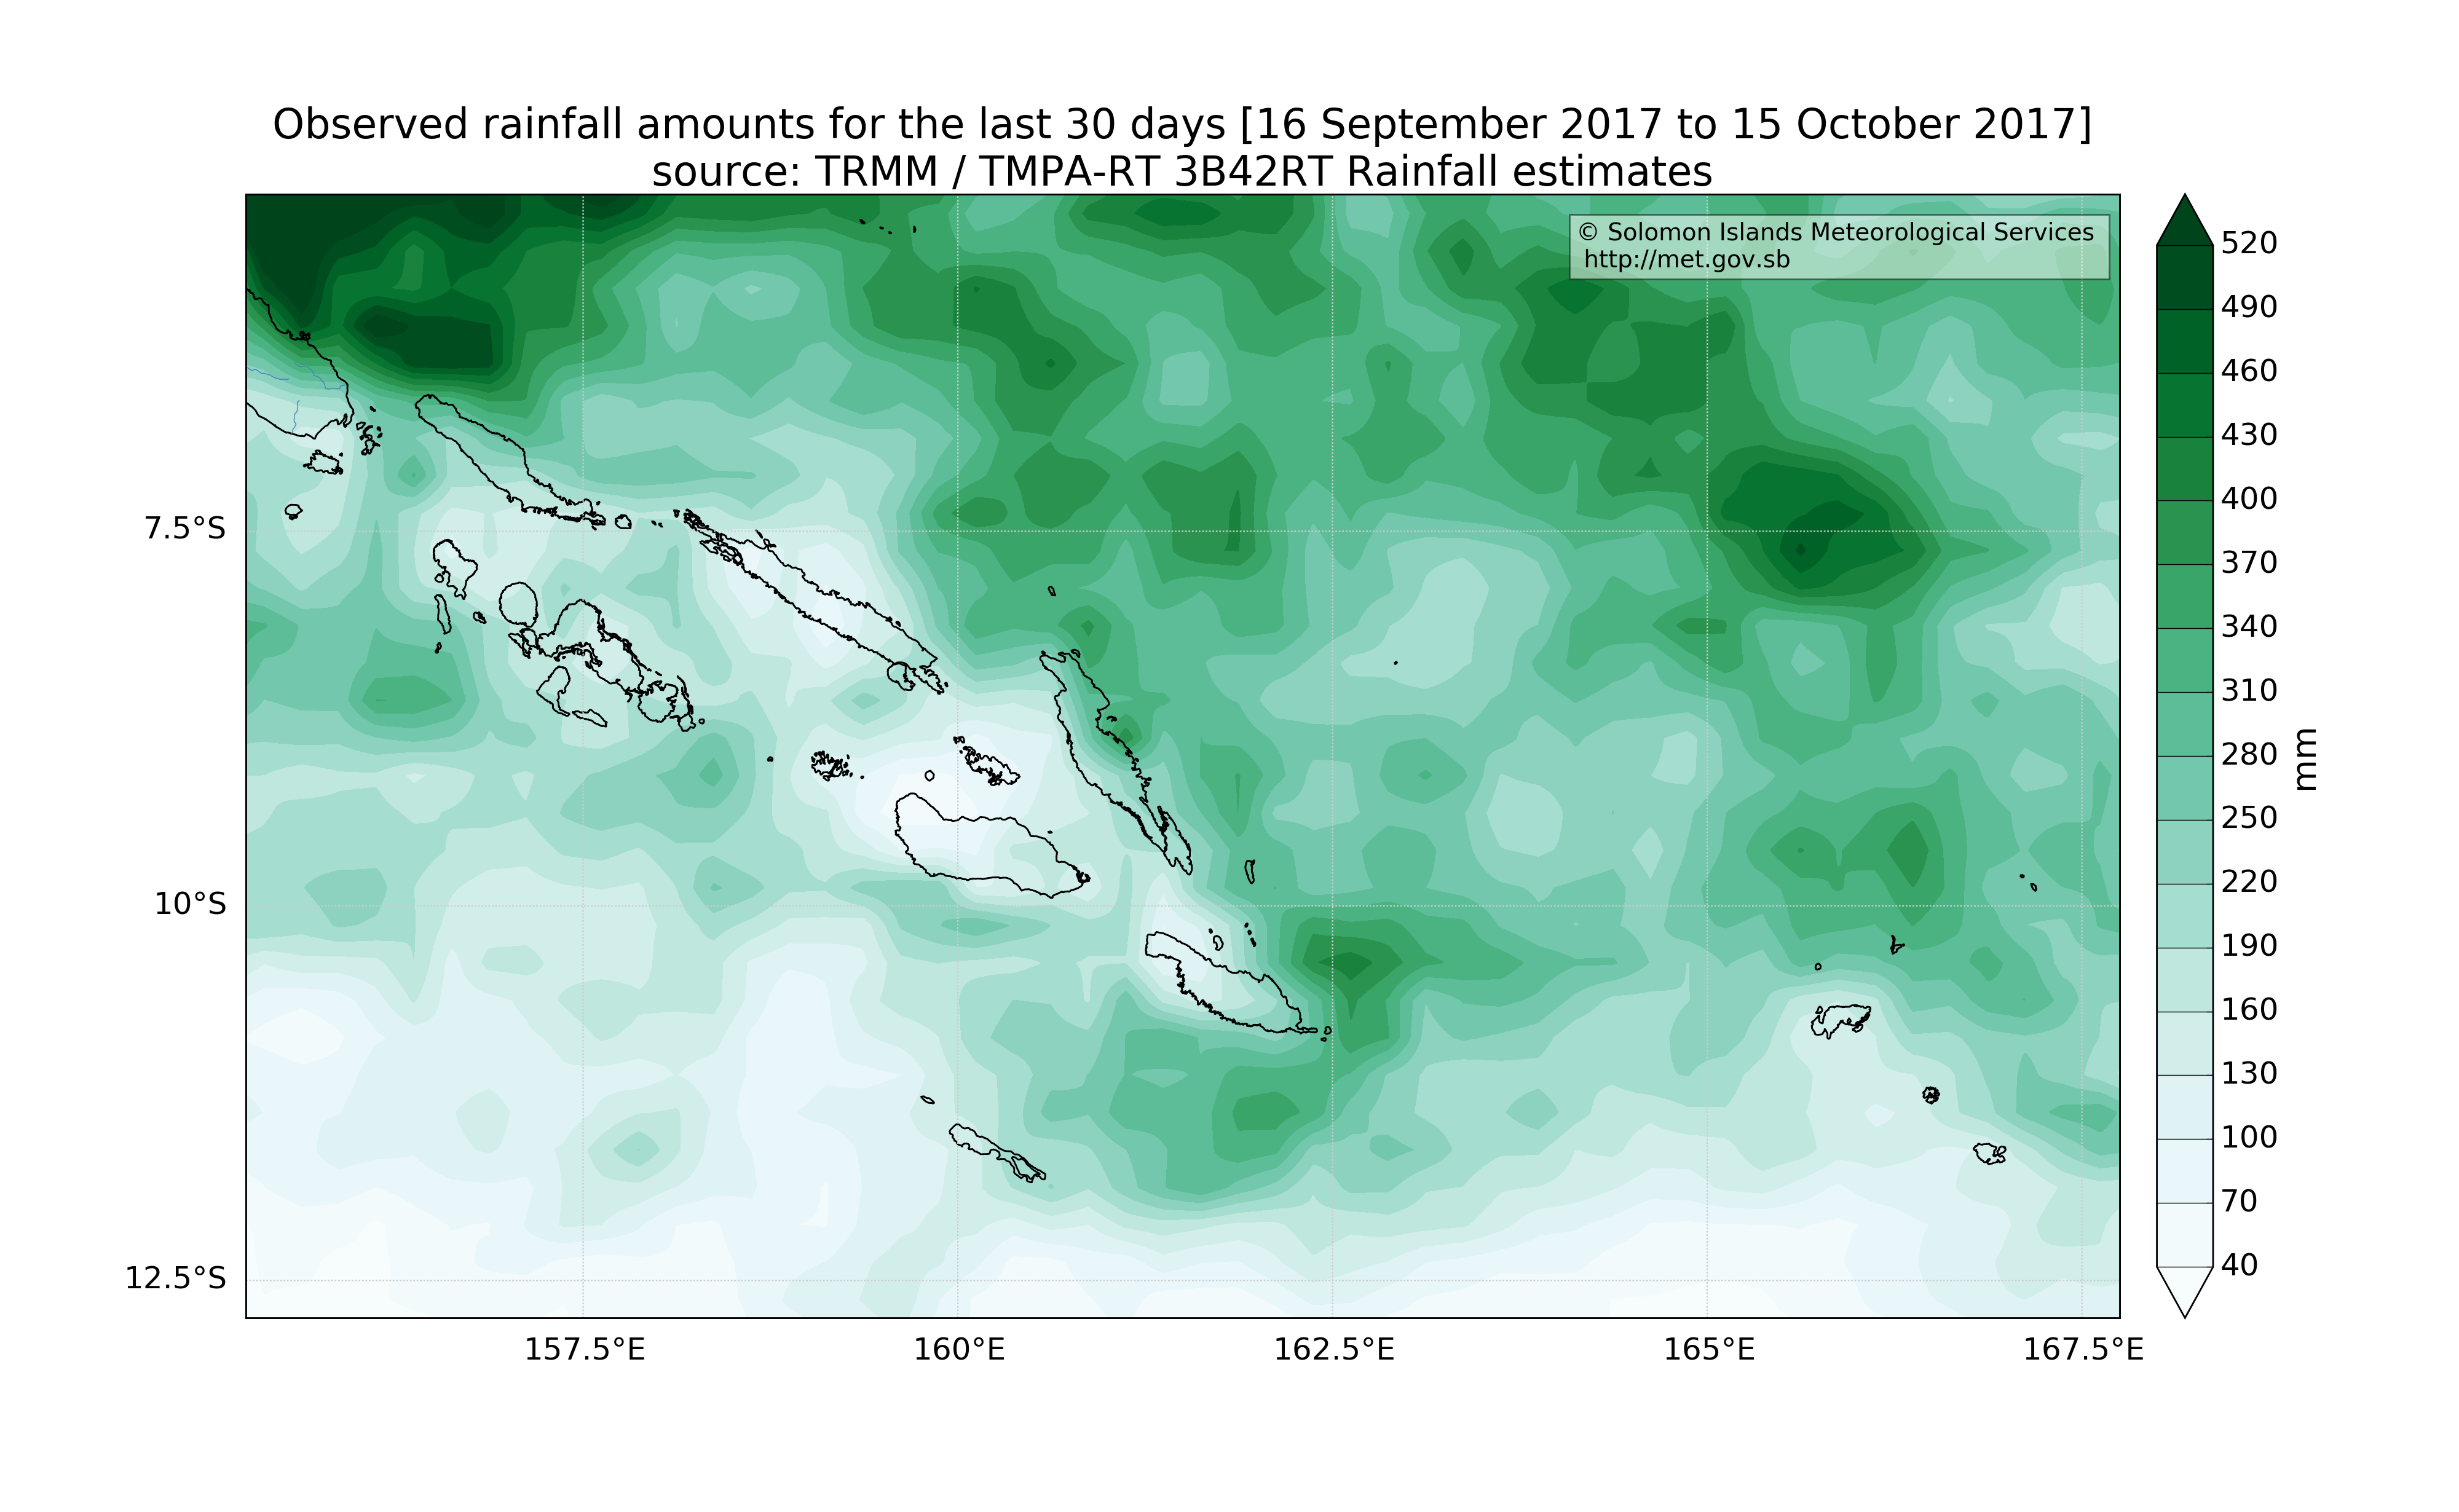 Observed rainfall amounts for the last 30 days [16 September 2017 to 15 October 2017]
source: TRMM / TMPA-RT 3B42RT Rainfall estimates
© Solomon Islands Meteorological Services
http://met.gov.sb
7.5°S
10°S
12.5°S
157.5°E
160°E
162.5°E
165°E
167.5°E
520
490
460
430
400
370
340
310
280
250
220
190
160
130
100
70
40
mm